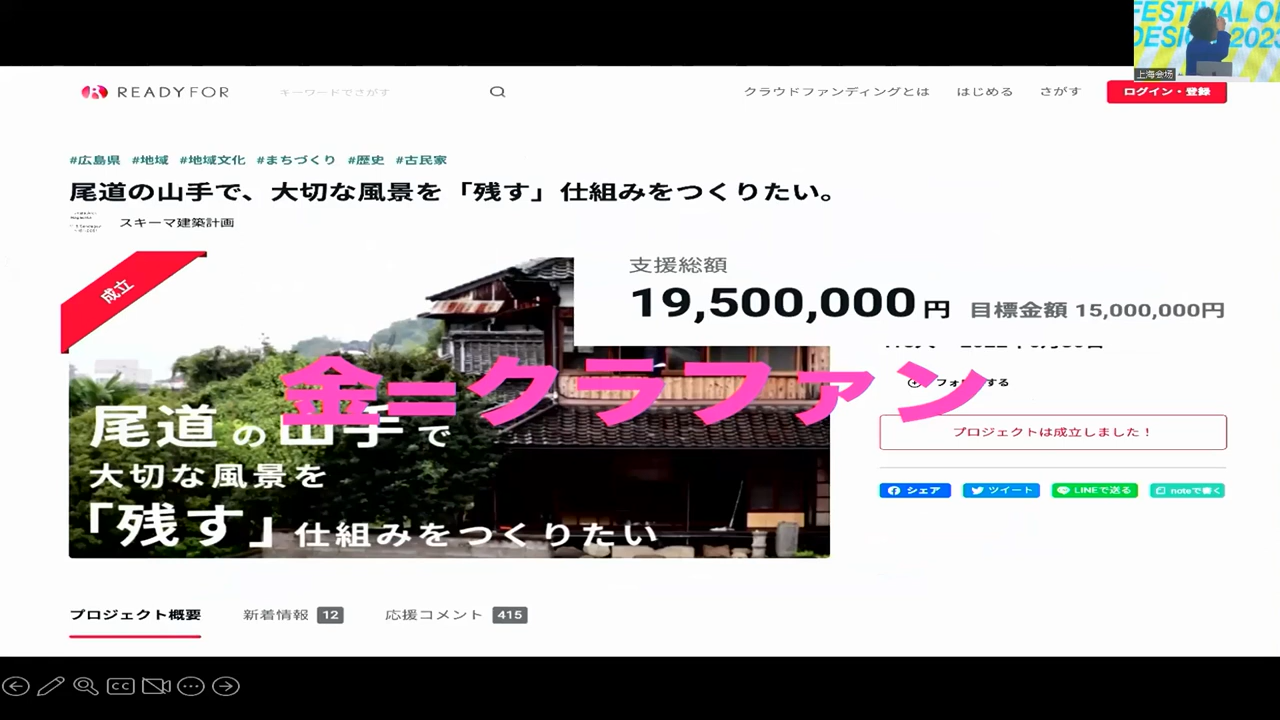 FESTIVAL OF
DESIGN 2023
上海会场
READYFOR
キーワードでさがす
クラウドファンディングとは
はじめる
さがす
ログイン・登録
#広島県 #地域 #地域文化 #まちづくり #歴史 #古民家
尾道の山手で、大切な風景を「残す」仕組みをつくりたい。
スキーマ建築計画
成立
支援総額
19,500,000円 目標金額 15,000,000円
金=クラファン
尾道の山手で
大切な風景を
「残す」仕組みをつくりたい
プロジェクトは成立しました！
シェア
ツイート
LINEで送る
noteで書く
プロジェクト概要
新着情報 12
応援コメント 415
CC